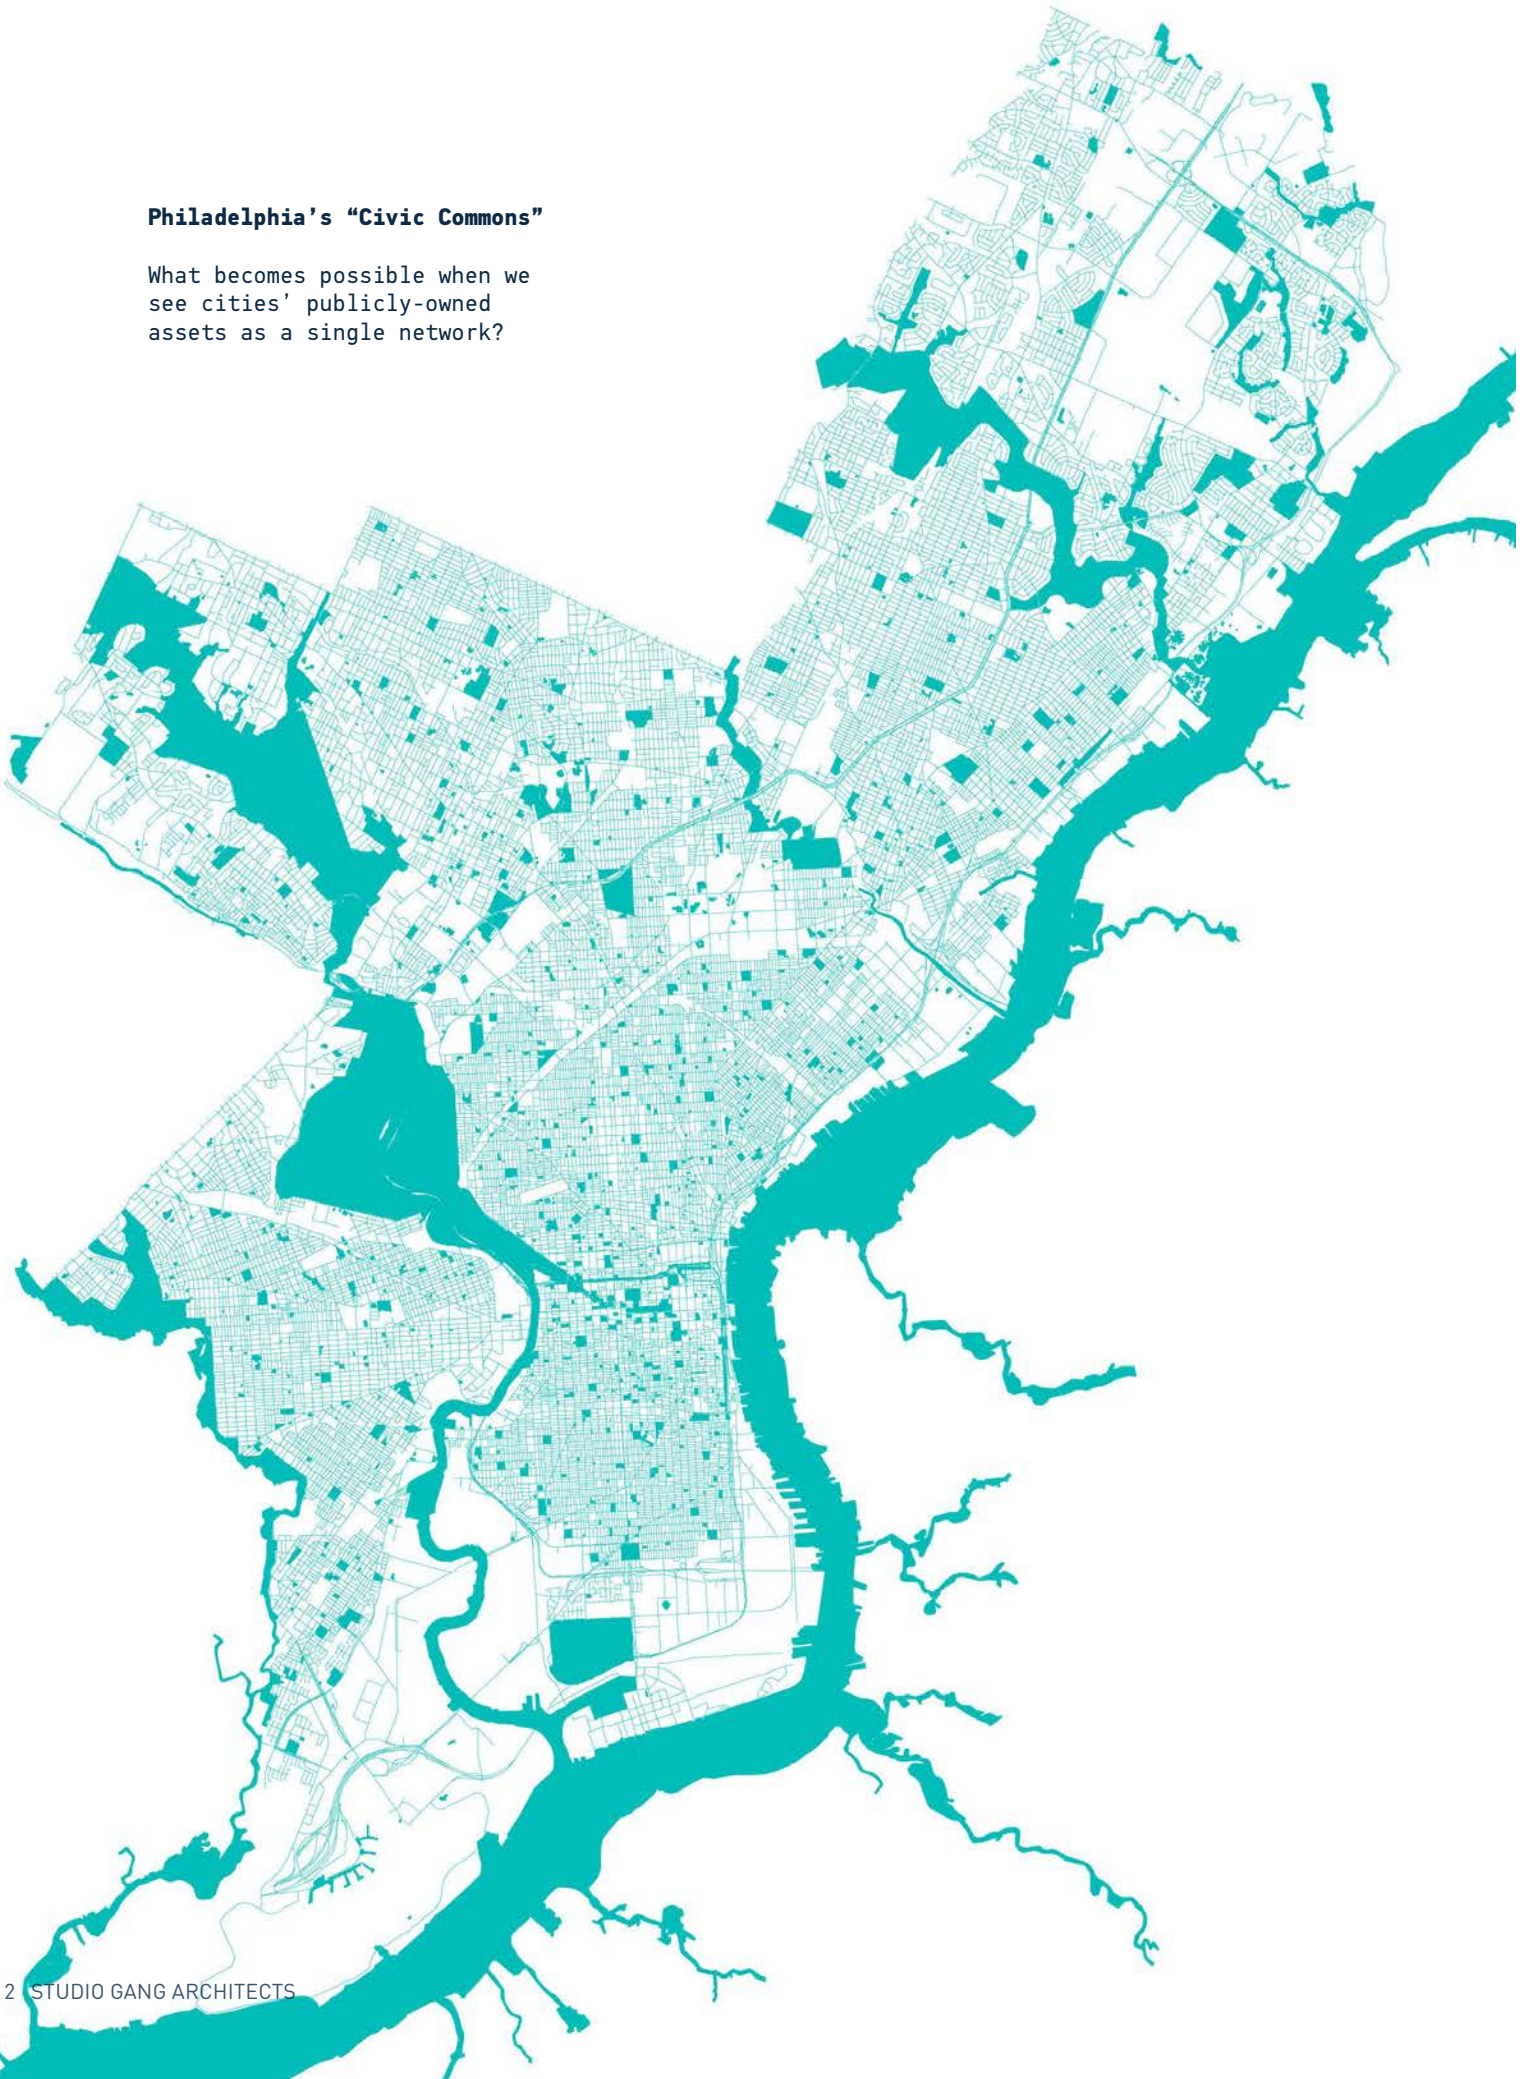 Philadelphia’s “Civic Commons”
What becomes possible when we
see cities’ publicly-owned
assets as a single network?
2 STUDIO GANG ARCHITECTS